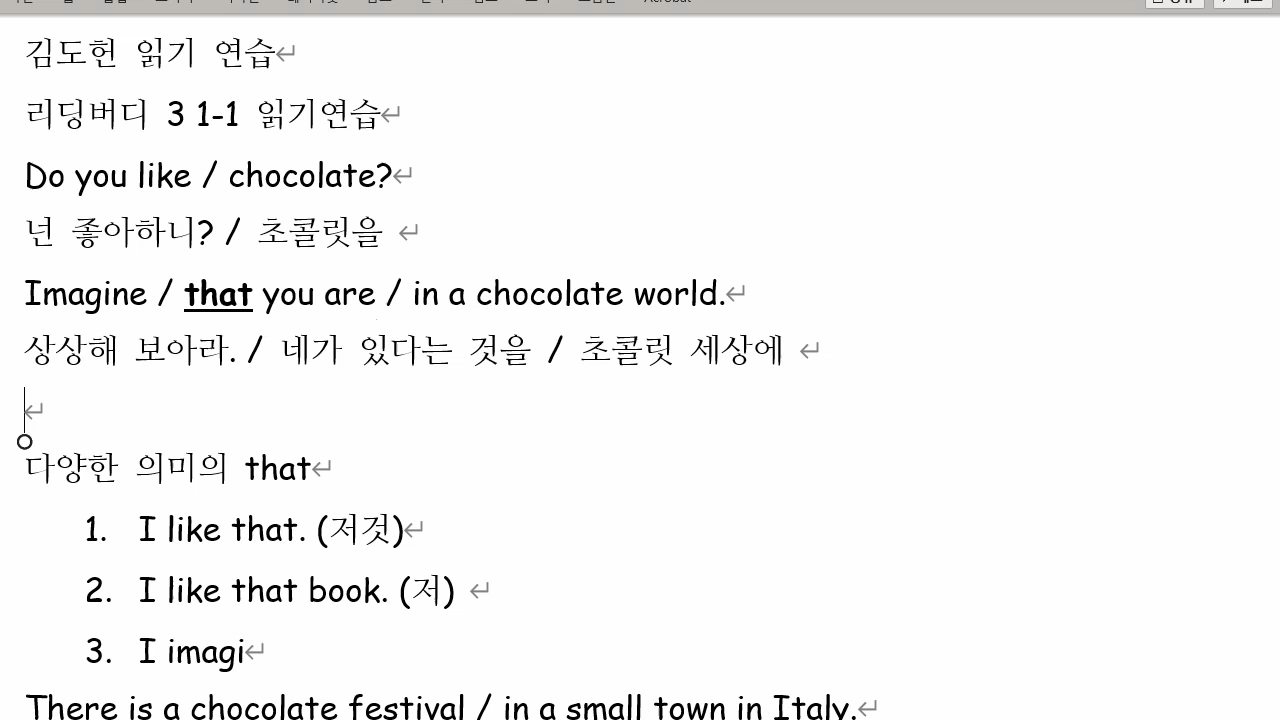 김도헌 읽기 연습
리딩버디 3 1-1 읽기연습
Do you like / chocolate?
넌 좋아하니? / 초콜릿을
Imagine / that you are / in a chocolate world.
상상해 보아라. / 네가 있다는 것을 / 초콜릿 세상에
다양한 의미의 that
1. I like that. (저것)
2. I like that book. (저)
3. I imagi
There is a chocolate festival / in a small town in Italy.